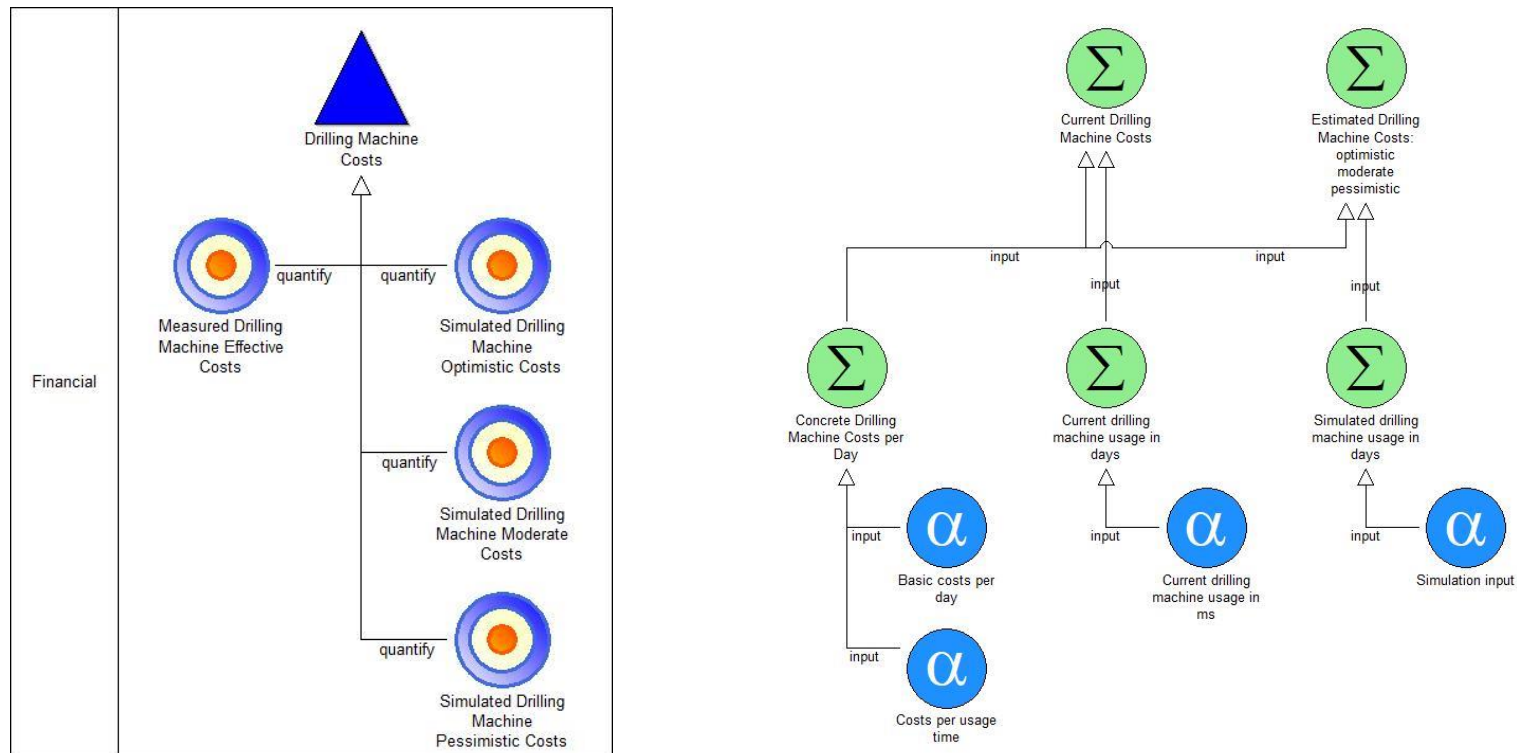 Financial
Drilling Machine
Costs
quantify
quantify
Measured Drilling
Machine Effective
Costs
Simulated Drilling
Machine
Optimistic Costs
quantify
Simulated Drilling
Machine Moderate
Costs
quantify
Simulated Drilling
Machine
Pessimistic Costs
Σ
Current Drilling
Machine Costs
Σ
Estimated Drilling
Machine Costs:
optimistic
moderate
pessimistic
input
input
input
input
Σ
Concrete Drilling
Machine Costs per
Day
Σ
Current drilling
machine usage in
days
Σ
Simulated drilling
machine usage in
days
input
α
Basic costs per
day
input
α
Current drilling
machine usage in
ms
input
α
Simulation input
input
α
Costs per usage
time